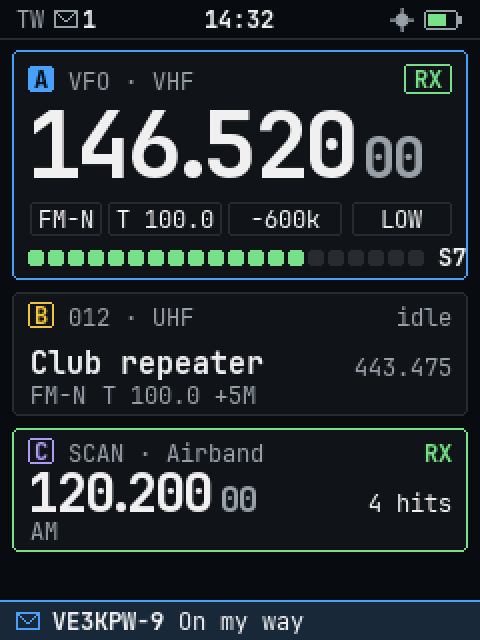 TW 1 14:32
A VFO · VHF RX
146.520 00
FM-N T 100.0 -600k LOW
S7
B 012 · UHF idle
Club repeater 443.475
FM-N T 100.0 +5M
C SCAN · Airband RX
120.200 00
4 hits
AM
VE3KPW-9 On my way